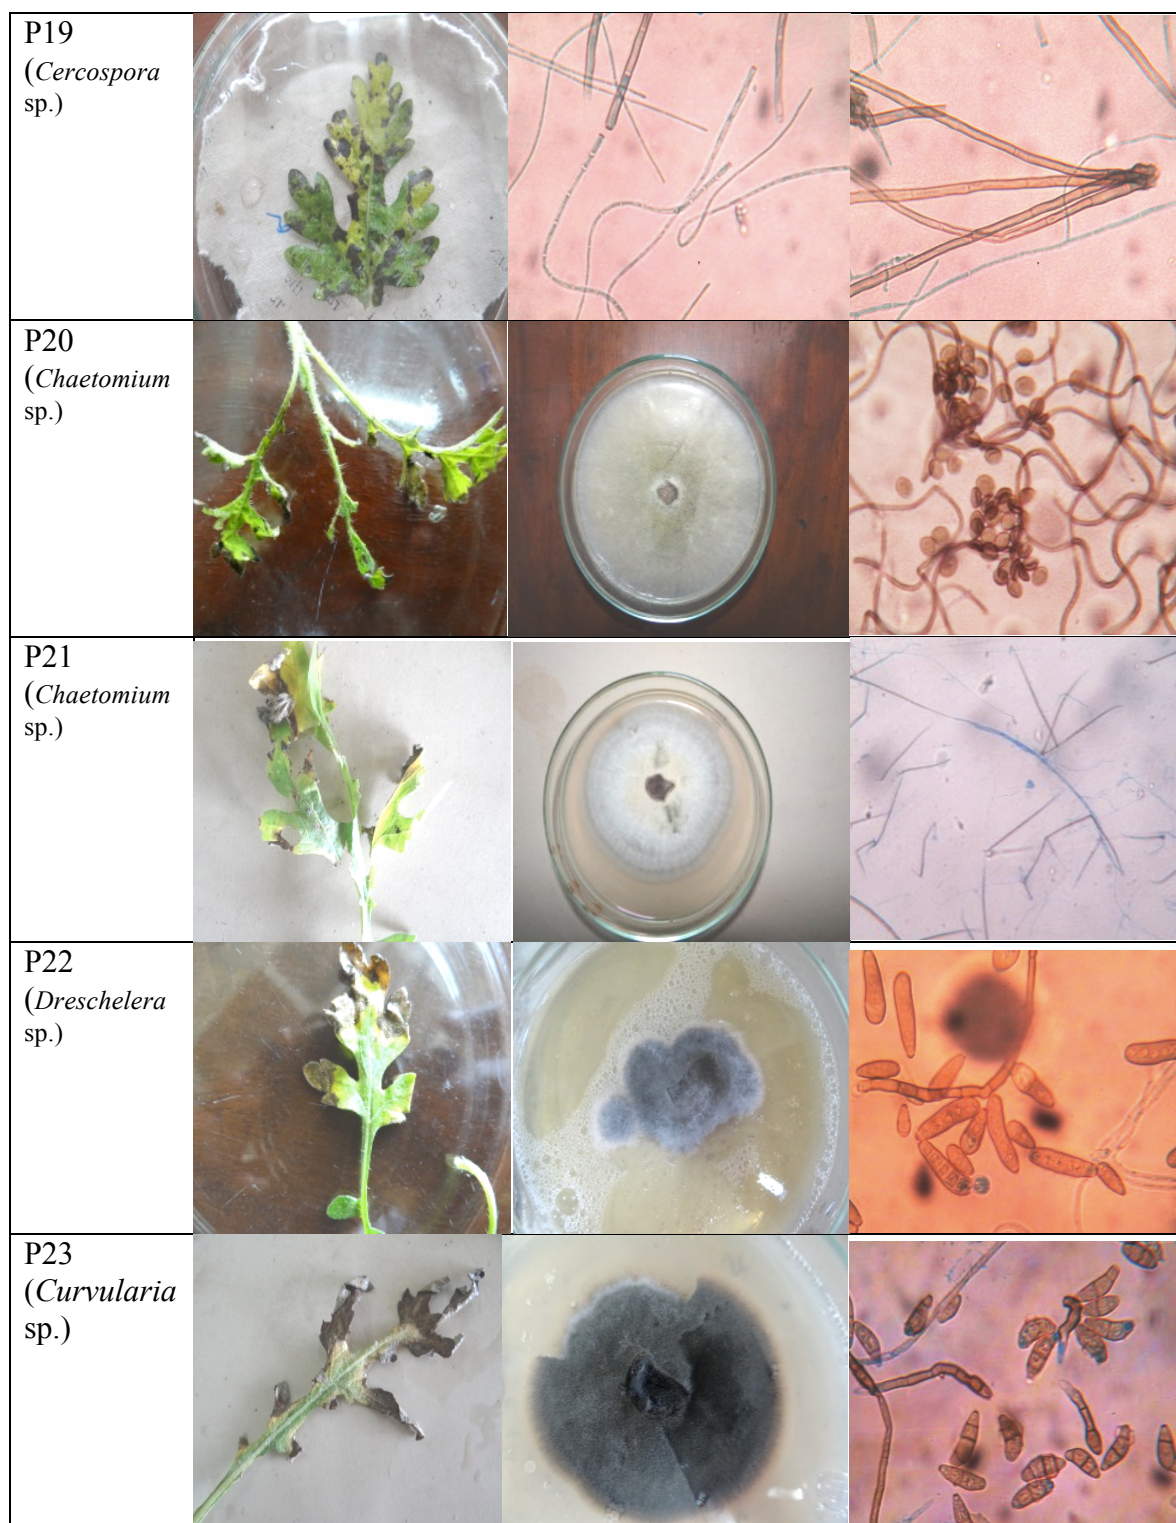 P19
(Cercospora
sp.)
P20
(Chaetomium
sp.)
P21
(Chaetomium
sp.)
P22
(Dreschelera
sp.)
P23
(Curvularia
sp.)